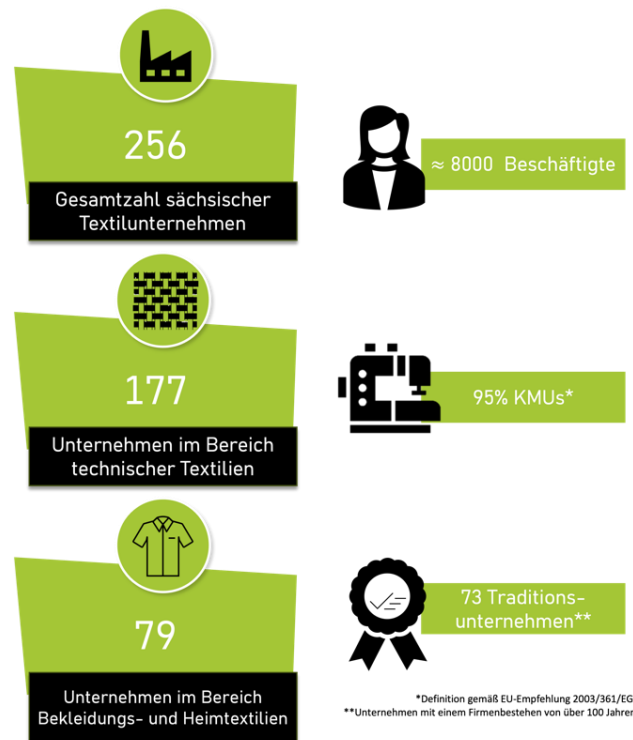 256
Gesamtzahl sächsischer
Textilunternehmen
≈ 8000 Beschäftigte
177
Unternehmen im Bereich
technischer Textilien
95% KMUs*
79
Unternehmen im Bereich
Bekleidungs- und Heimtextilien
73 Traditions-
unternehmen**
*Definition gemäß EU-Empfehlung 2003/361/EG
**Unternehmen mit einem Firmenbestehen von über 100 Jahren